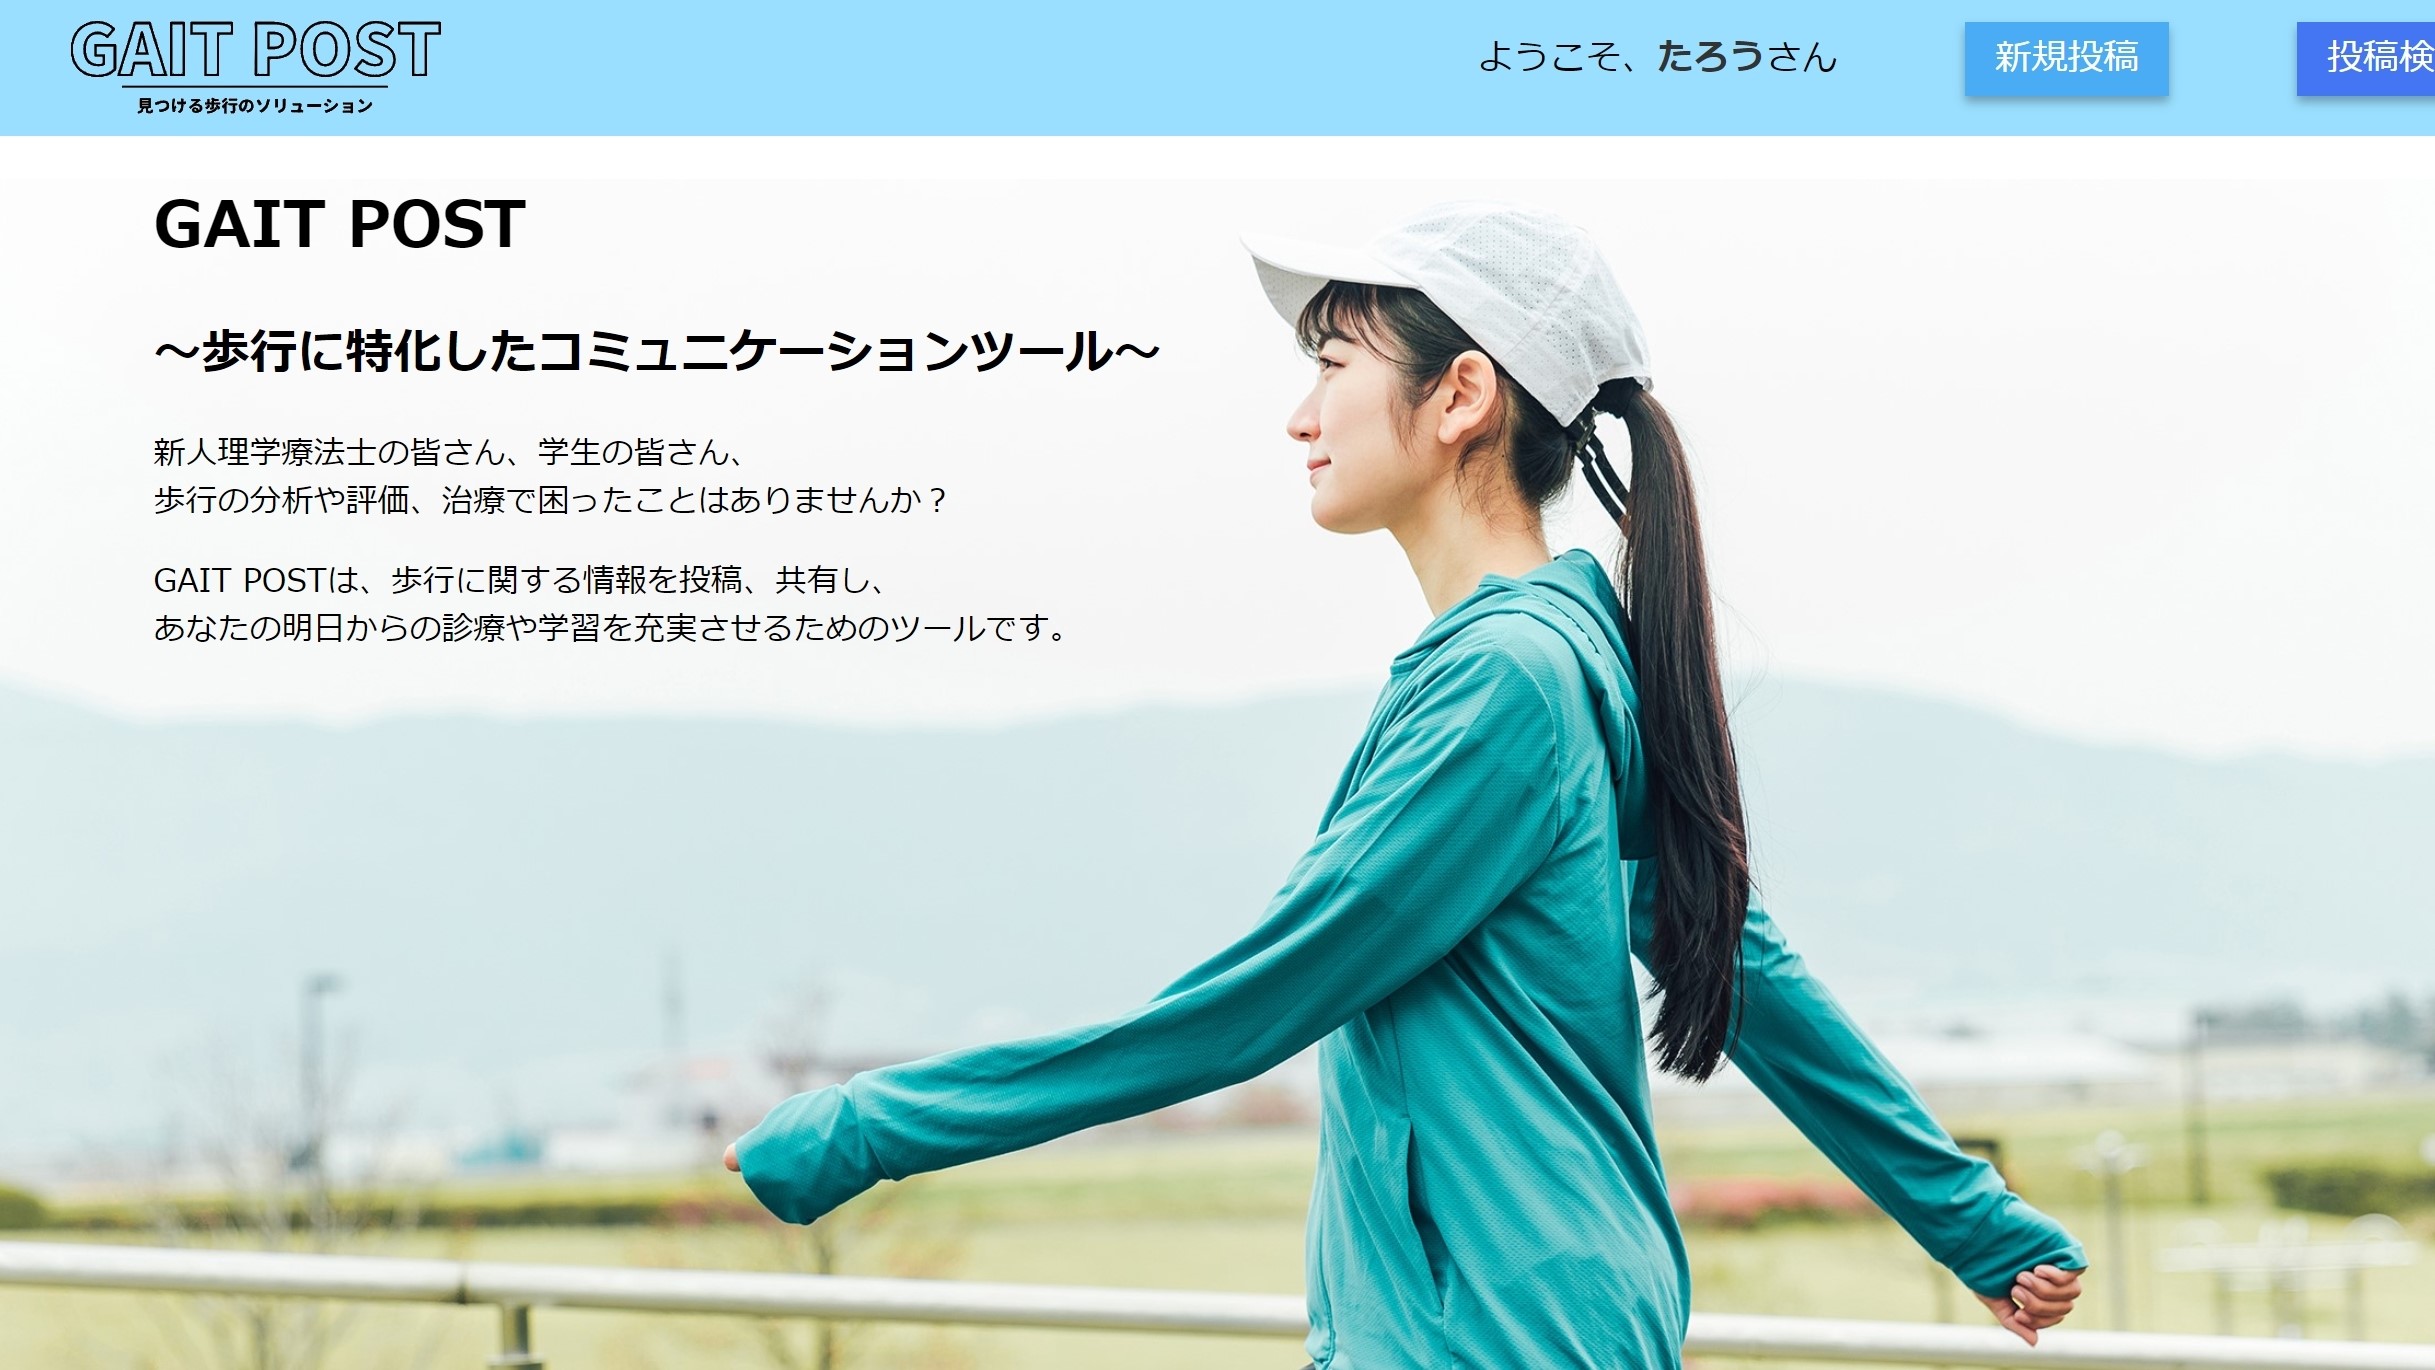 GAIT POST
見つける歩行のソリューション
ようこそ、たろうさん
新規投稿
投稿検
GAIT POST
～歩行に特化したコミュニケーションツール～
新人理学療法士の皆さん、学生の皆さん、
歩行の分析や評価、治療で困ったことはありませんか？
GAIT POSTは、歩行に関する情報を投稿、共有し、
あなたの明日からの診療や学習を充実させるためのツールです。